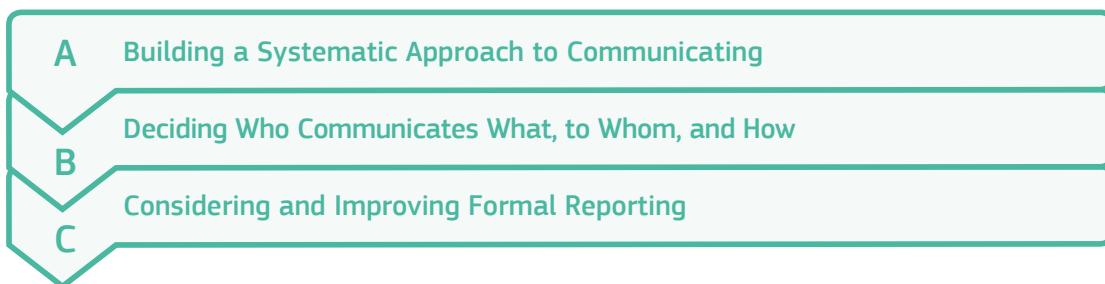 A Building a Systematic Approach to Communicating
B Deciding Who Communicates What, to Whom, and How
C Considering and Improving Formal Reporting